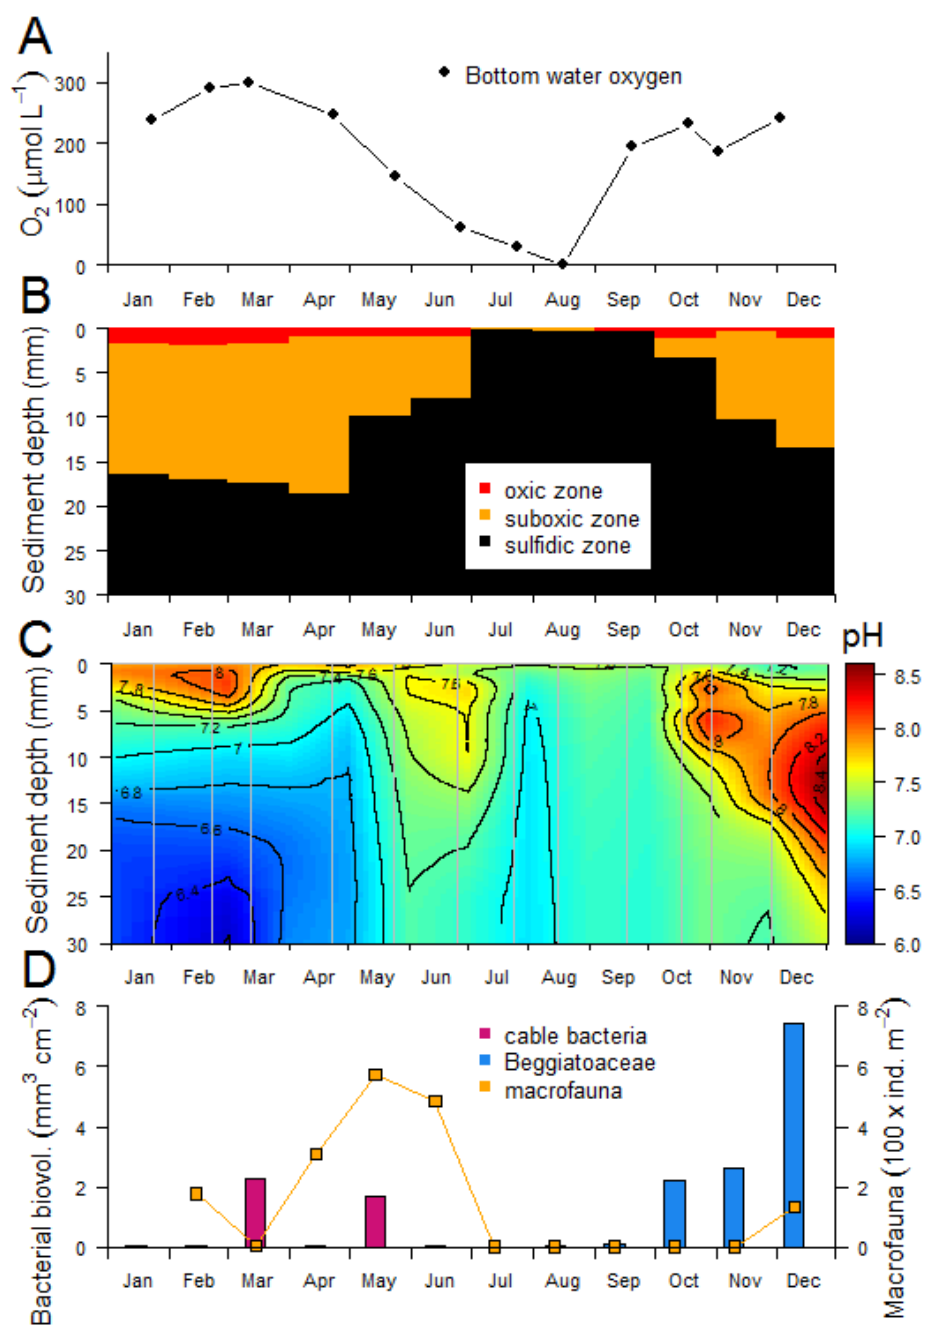 A
O₂ (μmol L⁻¹)
300
200
100
0
Bottom water oxygen
Jan Feb Mar Apr May Jun Jul Aug Sep Oct Nov Dec
B
Sediment depth (mm)
0
5
10
15
20
25
30
oxic zone
suboxic zone
sulfidic zone
Jan Feb Mar Apr May Jun Jul Aug Sep Oct Nov Dec
C
pH
Sediment depth (mm)
0
5
10
15
20
25
30
8
7.8
7.2
7
6.8
6.6
6.4
7.4
7.6
7.6
7.8
8
8.2
8.4
8.5
8.0
7.5
7.0
6.5
6.0
Jan Feb Mar Apr May Jun Jul Aug Sep Oct Nov Dec
D
Bacterial biovol. (mm³ cm⁻²)
8
6
4
2
0
cable bacteria
Beggiatoaceae
macrofauna
8
6
4
2
0
Macrofauna (100 x ind. m⁻²)
Jan Feb Mar Apr May Jun Jul Aug Sep Oct Nov Dec